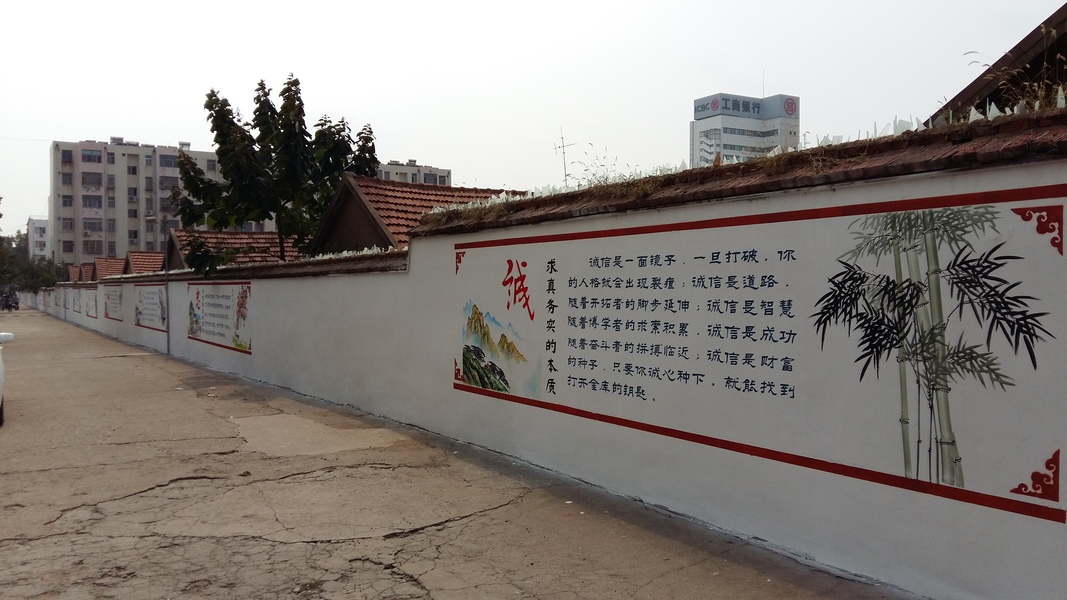 ICBC 工商银行
诚
求真务实的本质
诚信是一面镜子，一旦打破，你
的人格就会出现裂痕；诚信是道路，
随着开拓者的脚步延伸；诚信是智慧
随着博学者的求索积累，诚信是成功
随着奋斗者的拼搏临近；诚信是财富
的种子，只要你诚心种下，就能找到
打开金库的钥匙。